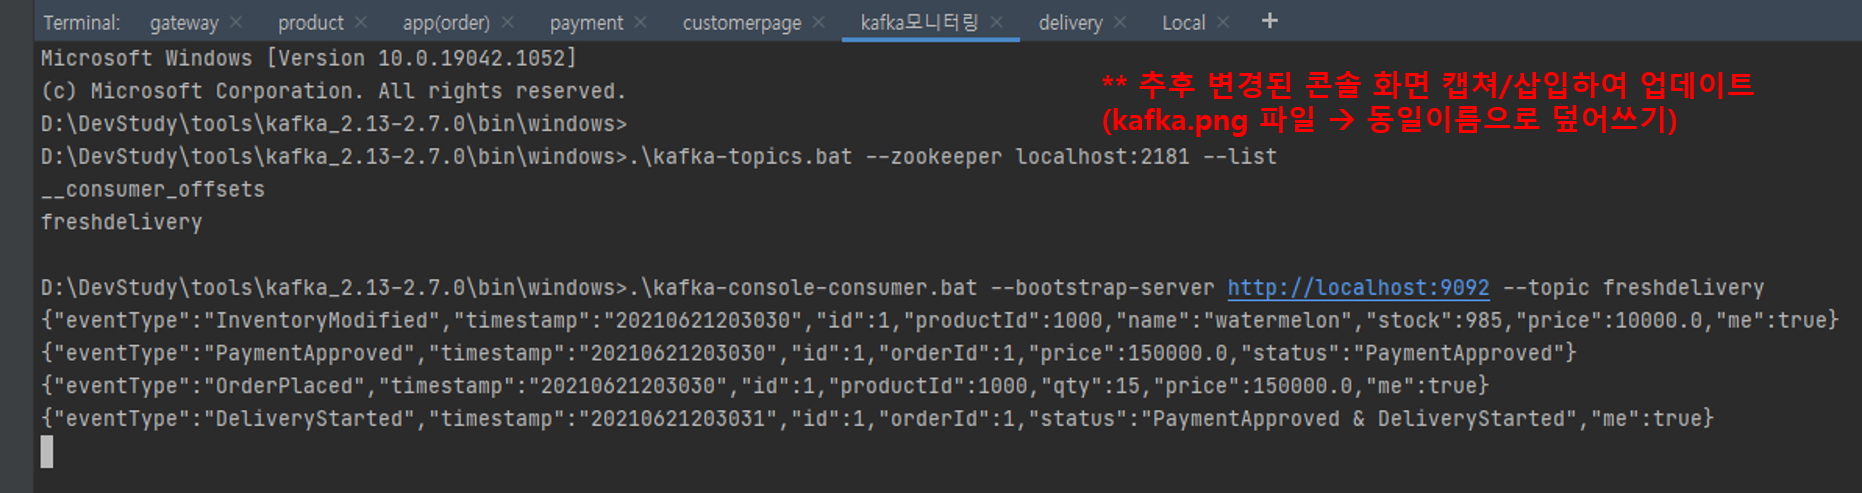 Terminal: gateway × product × app(order) × payment × customerpage × kafka모니터링 × delivery × Local × +
Microsoft Windows [Version 10.0.19042.1052]
(c) Microsoft Corporation. All rights reserved.
** 추후 변경된 콘솔 화면 캡쳐/삽입하여 업데이트
(kafka.png 파일 → 동일이름으로 덮어쓰기)
D:\DevStudy\tools\kafka_2.13-2.7.0\bin\windows>
D:\DevStudy\tools\kafka_2.13-2.7.0\bin\windows>.\kafka-topics.bat --zookeeper localhost:2181 --list
__consumer_offsets
freshdelivery
D:\DevStudy\tools\kafka_2.13-2.7.0\bin\windows>.\kafka-console-consumer.bat --bootstrap-server http://localhost:9092 --topic freshdelivery
{"eventType":"InventoryModified","timestamp":"20210621203030","id":1,"productId":1000,"name":"watermelon","stock":985,"price":10000.0,"me":true}
{"eventType":"PaymentApproved","timestamp":"20210621203030","id":1,"orderId":1,"price":150000.0,"status":"PaymentApproved"}
{"eventType":"OrderPlaced","timestamp":"20210621203030","id":1,"productId":1000,"qty":15,"price":150000.0,"me":true}
{"eventType":"DeliveryStarted","timestamp":"20210621203031","id":1,"orderId":1,"status":"PaymentApproved & DeliveryStarted","me":true}